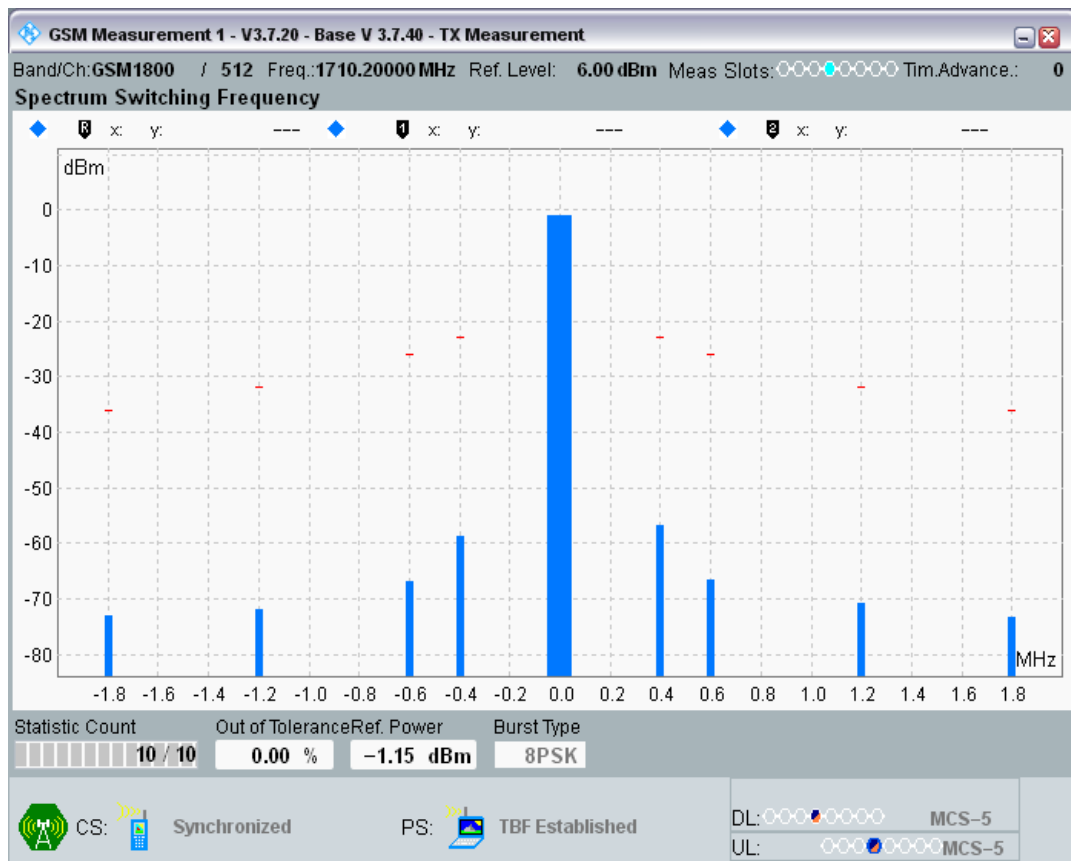 GSM Measurement 1 - V3.7.20 - Base V 3.7.40 - TX Measurement
Band/Ch:GSM1800 / 512 Freq.:1710.20000 MHz Ref. Level: 6.00 dBm Meas Slots: Tim.Advance.: 0
Spectrum Switching Frequency
R x: y: --- 1 x: y: --- 2 x: y: ---
dBm
0
-10
-20
-30
-40
-50
-60
-70
-80
MHz
-1.8 -1.6 -1.4 -1.2 -1.0 -0.8 -0.6 -0.4 -0.2 0.0 0.2 0.4 0.6 0.8 1.0 1.2 1.4 1.6 1.8
Statistic Count Out of Tolerance Ref. Power Burst Type
10 / 10 0.00 % −1.15 dBm 8PSK
CS: Synchronized PS: TBF Established DL: MCS−5
UL: MCS−5